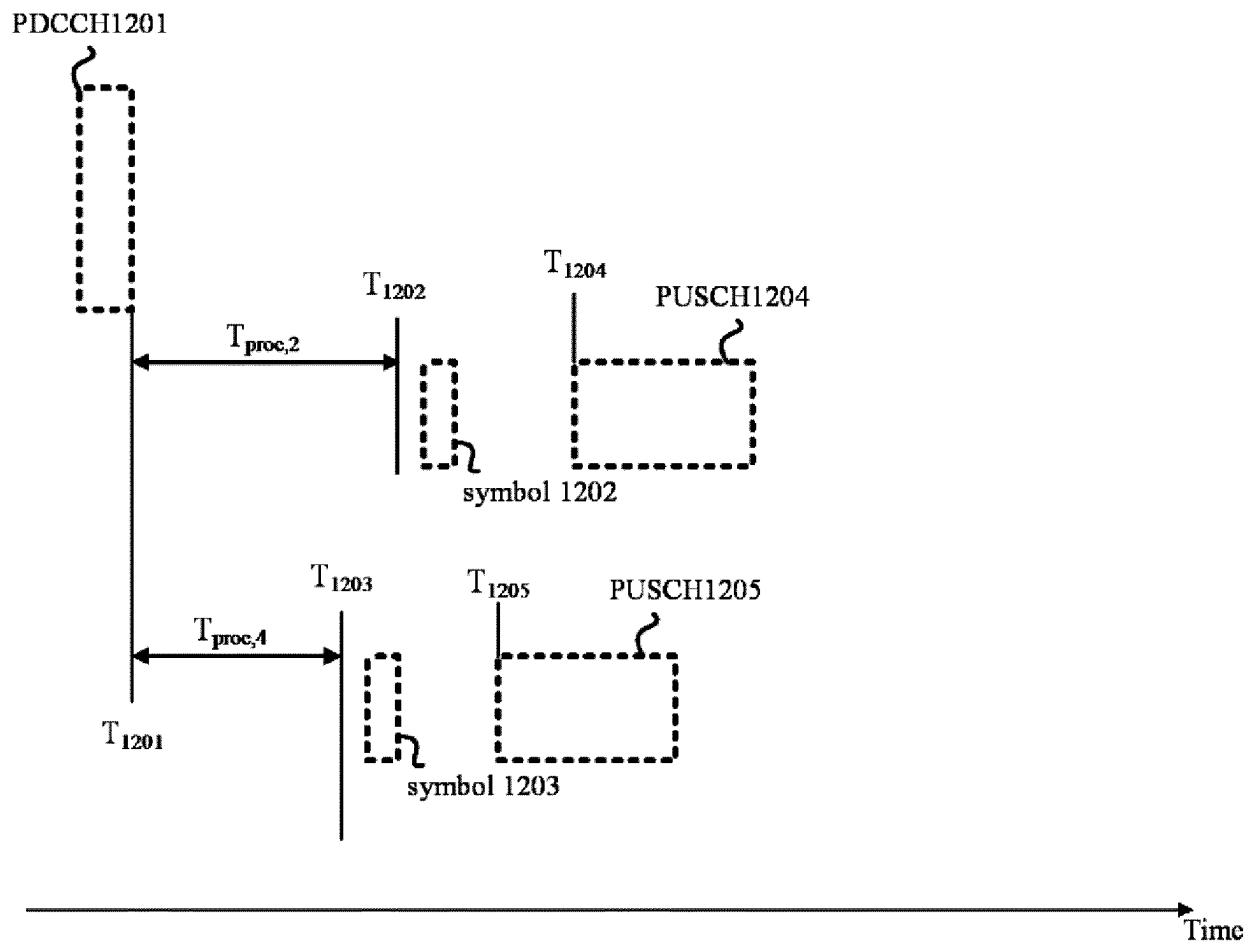 PDCCH1201
T1204
T1202
PUSCH1204
Tproc,2
symbol 1202
T1203
T1205
PUSCH1205
Tproc,4
T1201
symbol 1203
Time